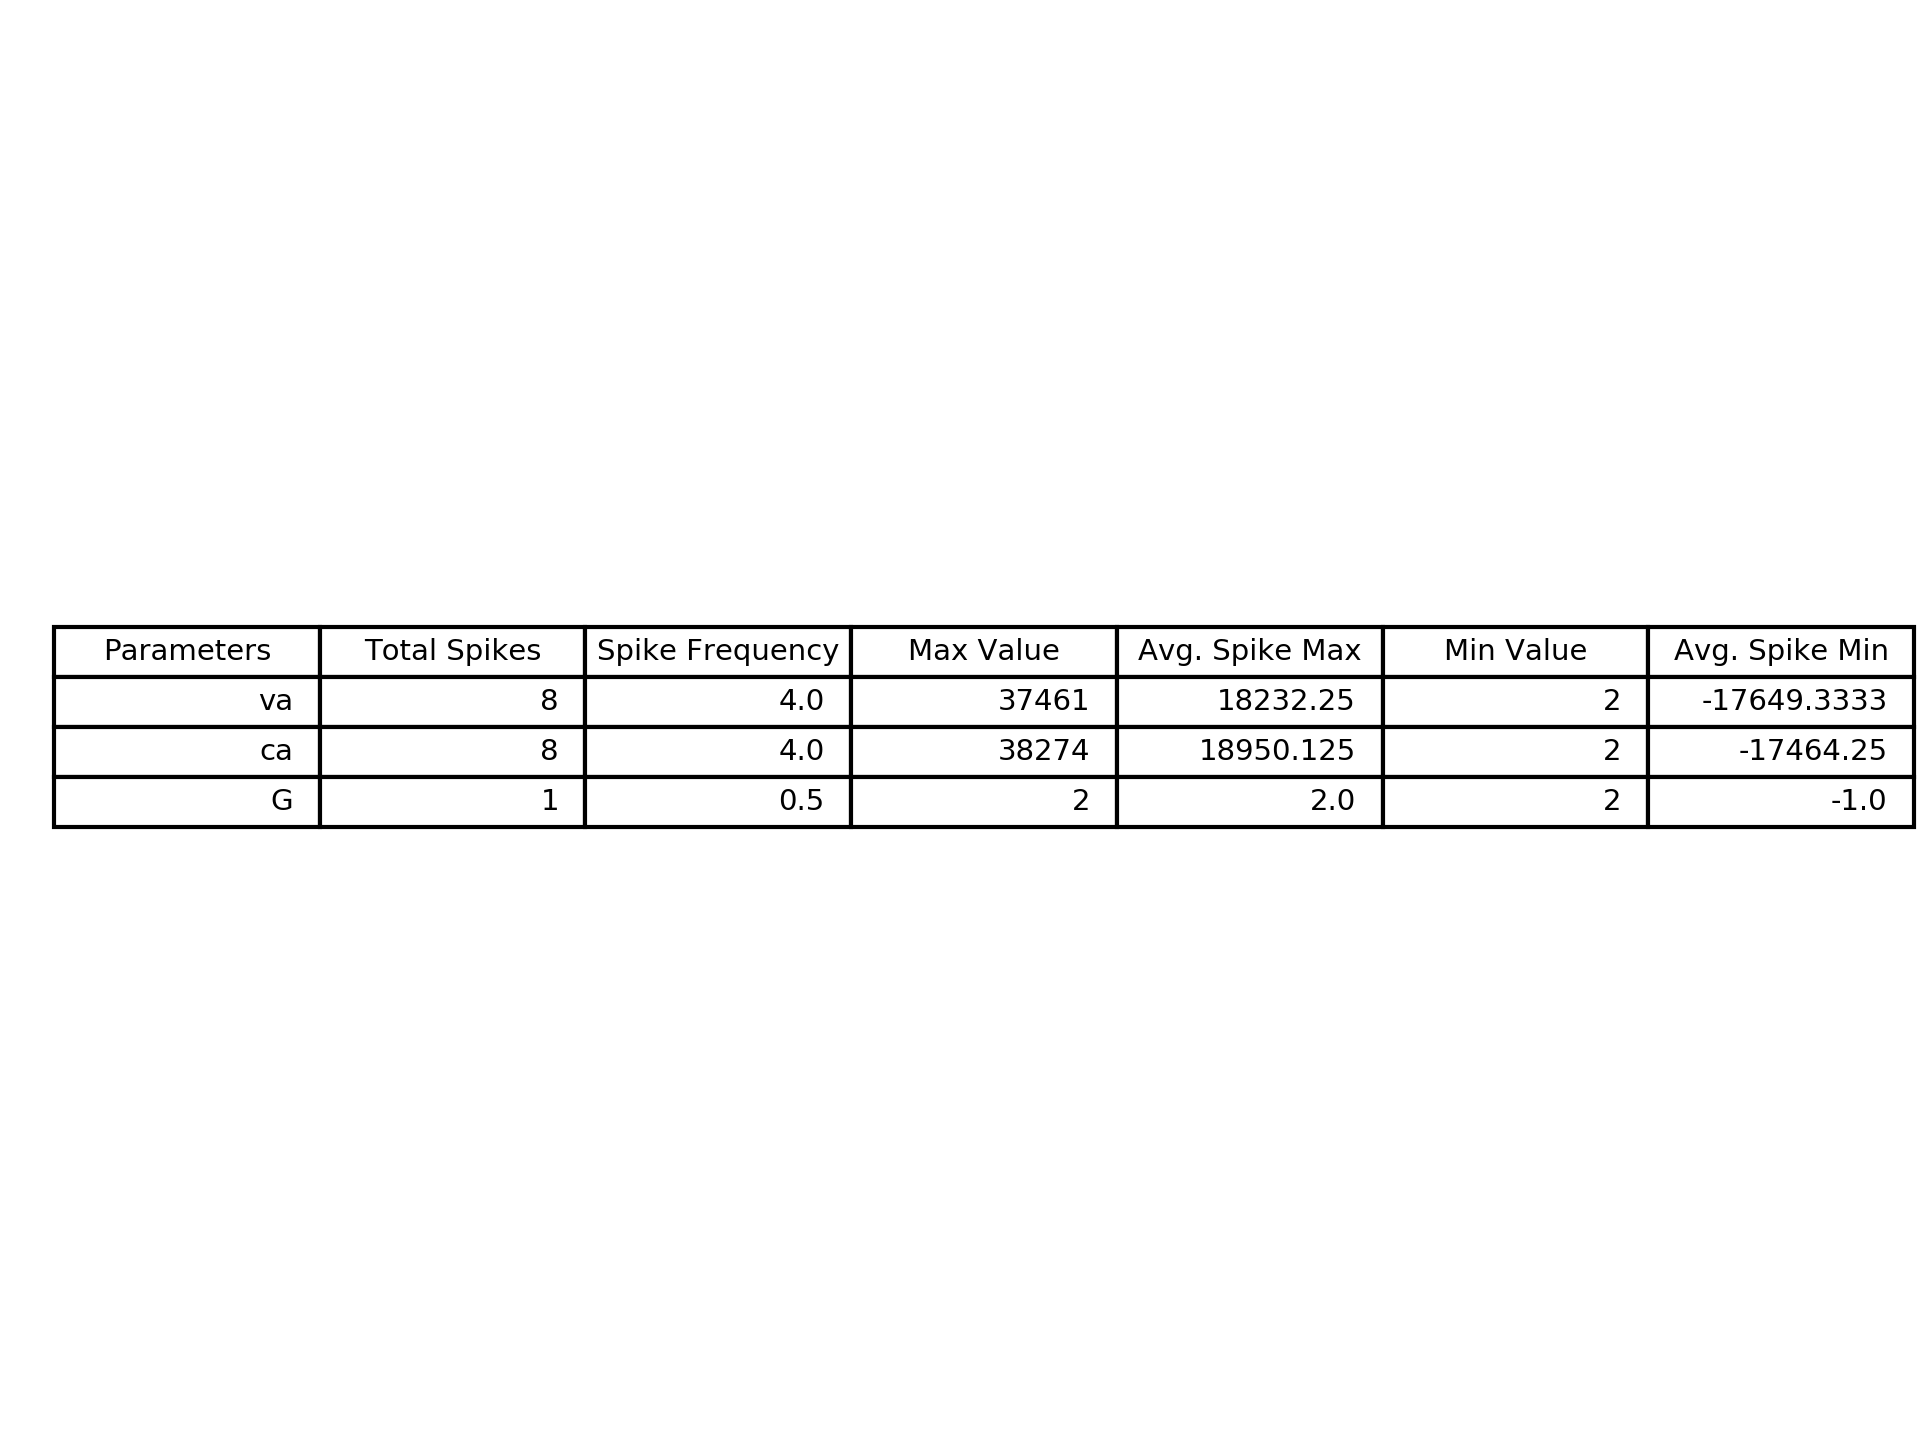 Parameters Total Spikes Spike Frequency Max Value Avg. Spike Max Min Value Avg. Spike Min
va 8 4.0 37461 18232.25 2 -17649.3333
ca 8 4.0 38274 18950.125 2 -17464.25
G 1 0.5 2 2.0 2 -1.0